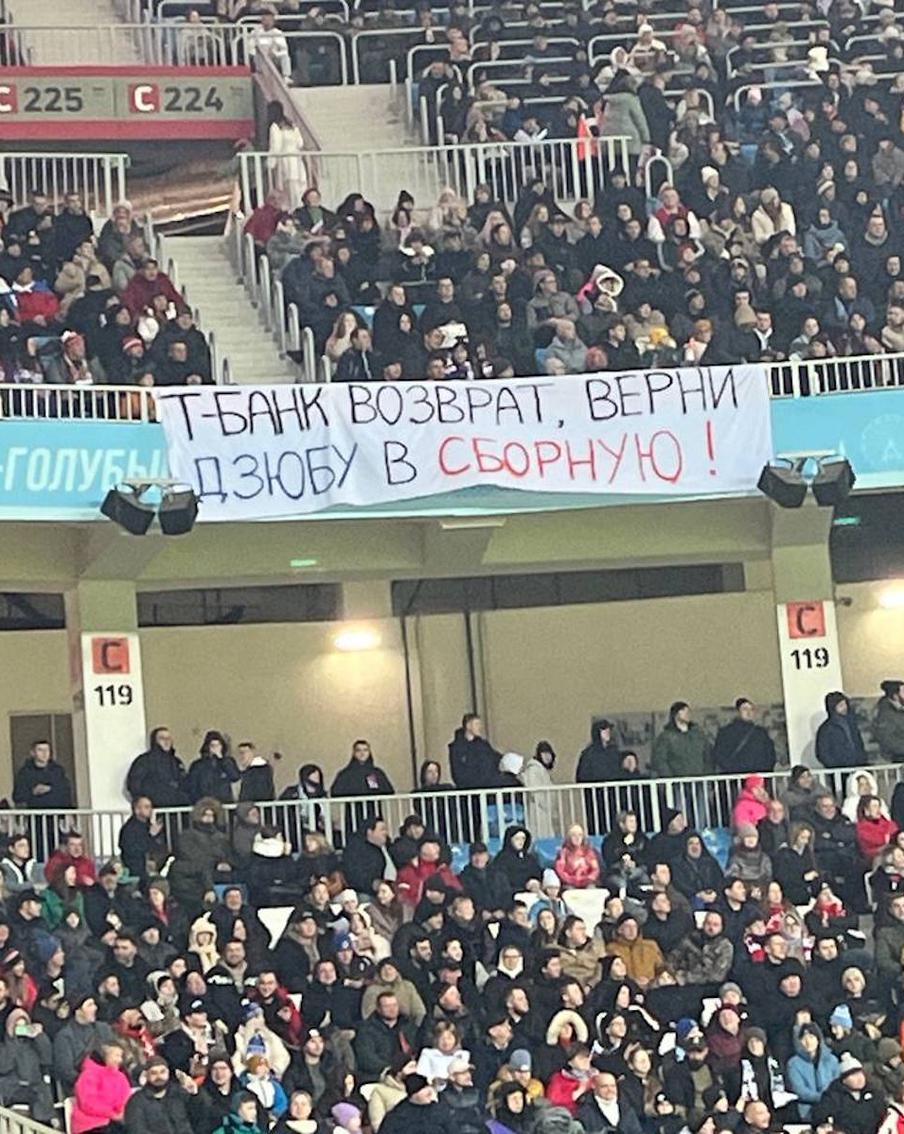 C 225 C 224
Т-БАНК ВОЗВРАТ, ВЕРНИ
ДЗЮБУ В СБОРНУЮ!
-ГОЛУБЫ
C 119
C 119